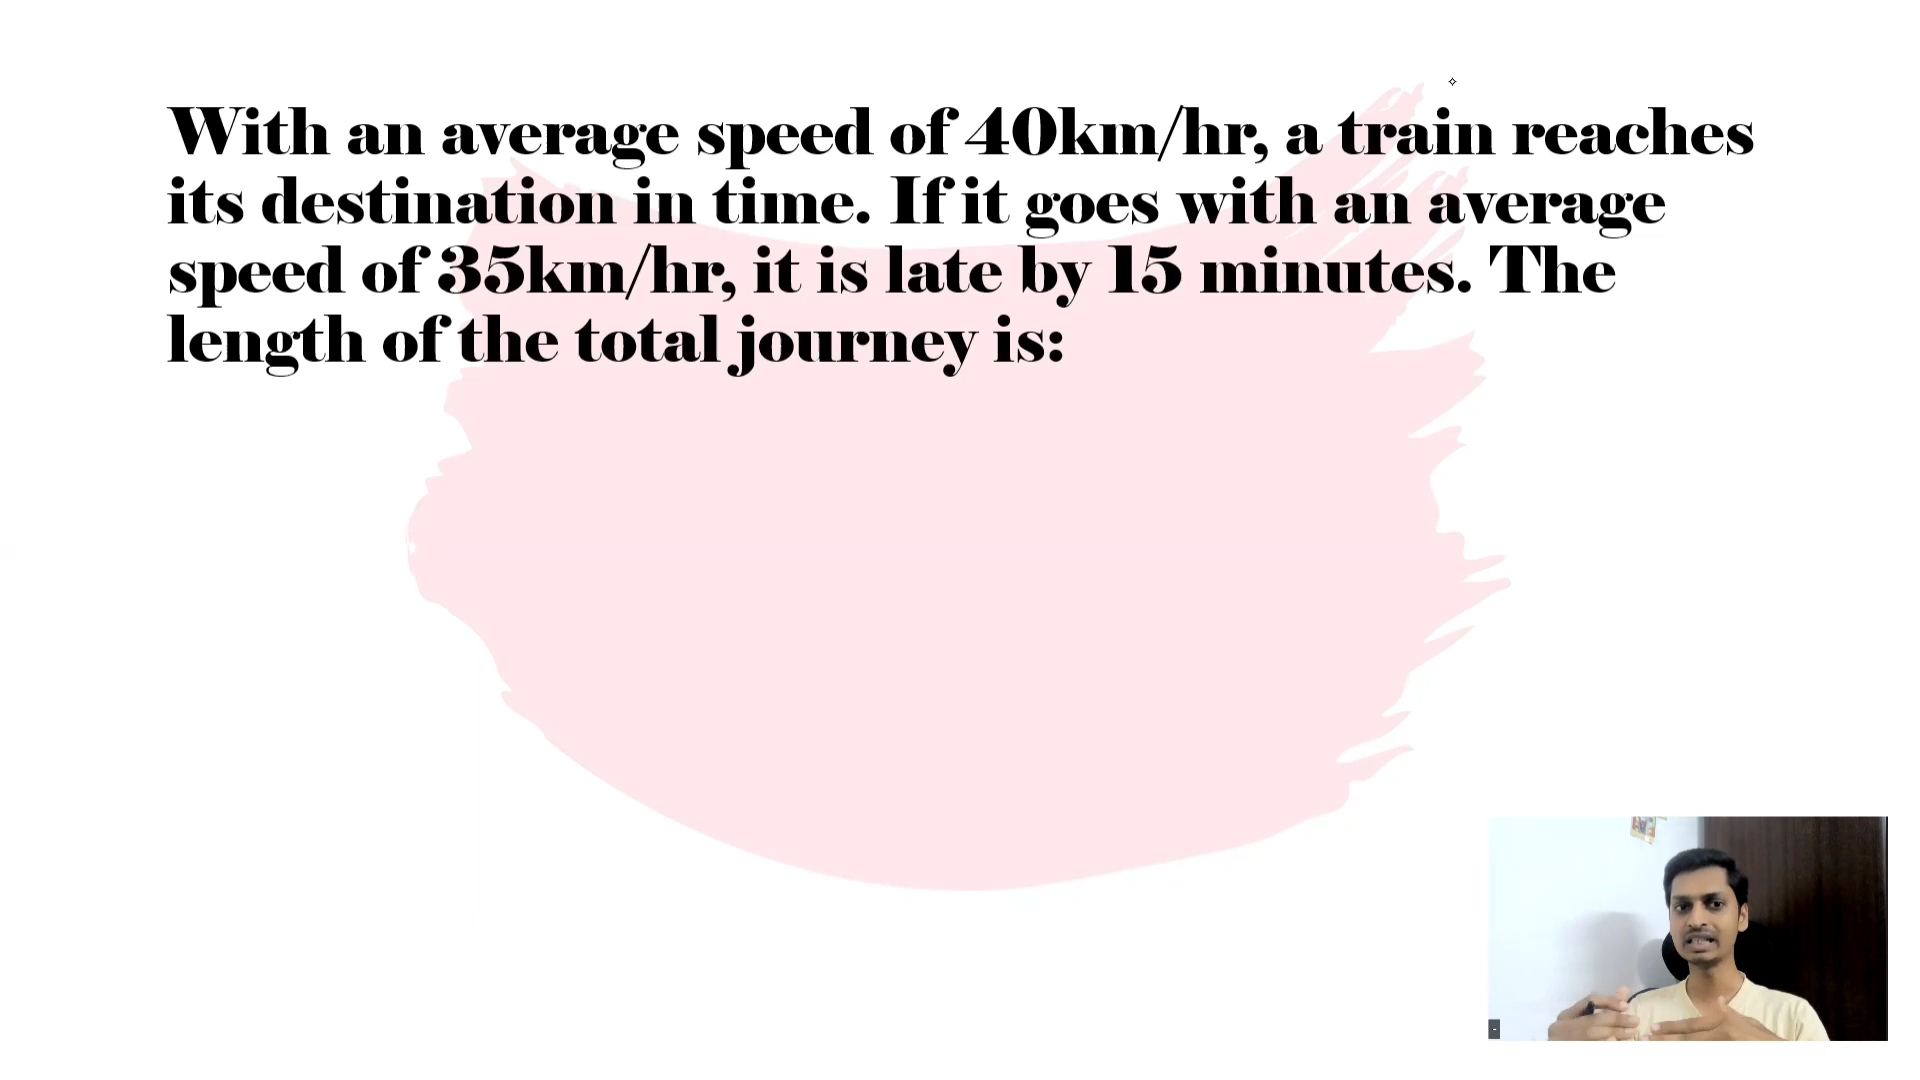 With an average speed of 40km/hr, a train reaches
its destination in time. If it goes with an average
speed of 35km/hr, it is late by 15 minutes. The
length of the total journey is: